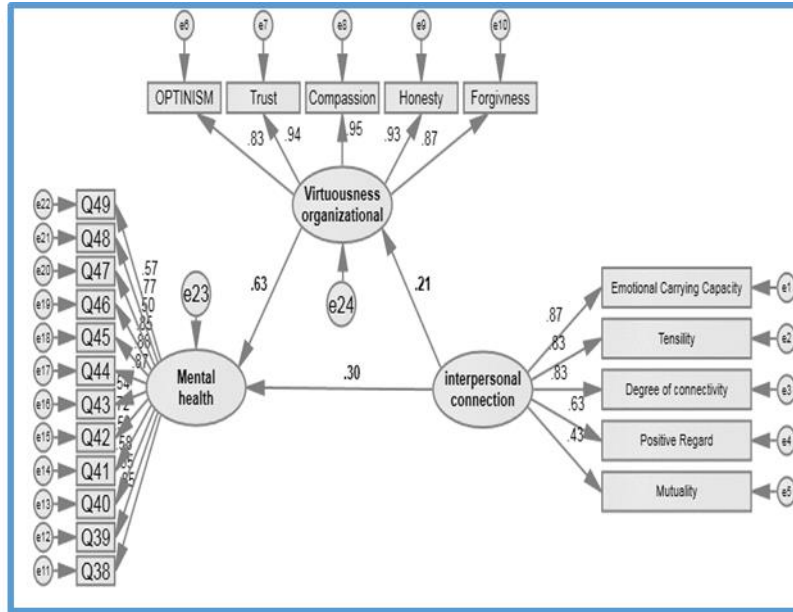 e6
e7
e8
e9
e10
OPTINISM
Trust
Compassion
Honesty
Forgivness
.83
.94
.95
.93
.87
Virtuousness
organizational
e22
Q49
e21
Q48
e20
Q47
e19
Q46
e18
Q45
e17
Q44
e16
Q43
e15
Q42
e14
Q41
e13
Q40
e12
Q39
e11
Q38
.57
.77
.50
.85
.87
e23
e24
.63
.21
.30
Mental
health
interpersonal
connection
.87
.83
.83
.63
.43
Emotional Carrying Capacity
e1
Tensility
e2
Degree of connectivity
e3
Positive Regard
e4
Mutuality
e5